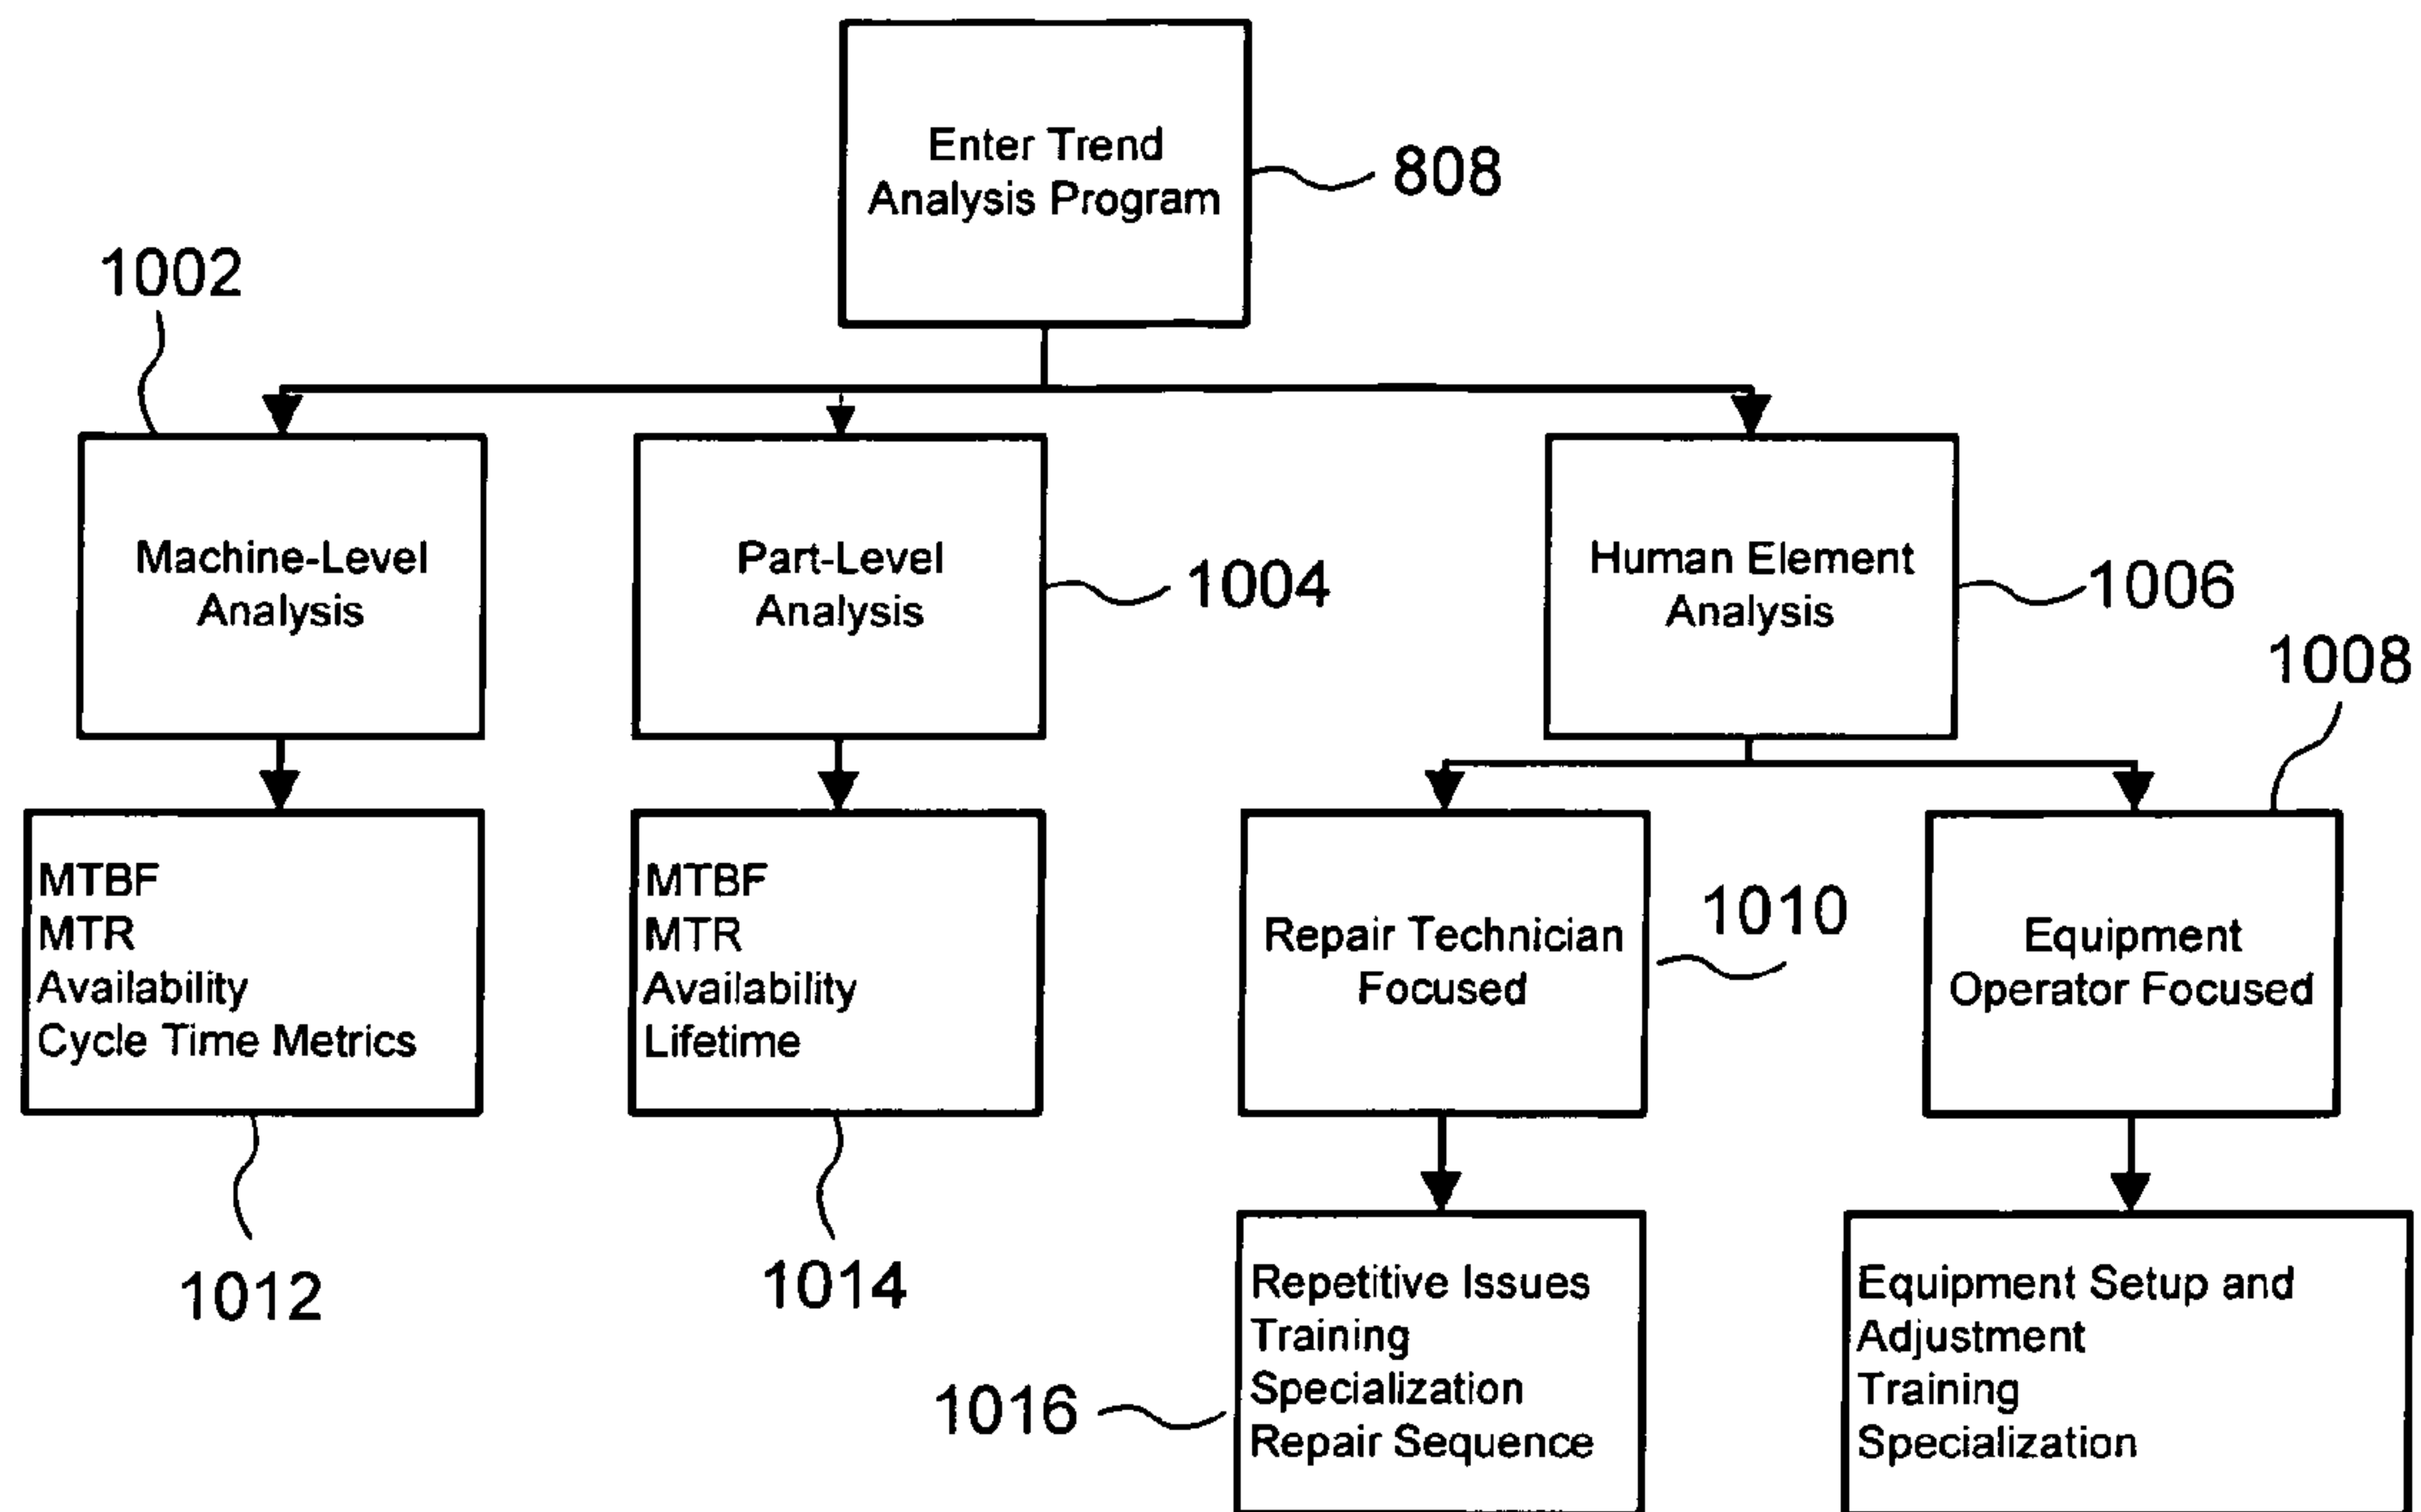 Enter Trend
Analysis Program
808
1002
Machine-Level
Analysis
Part-Level
Analysis
1004
Human Element
Analysis
1006
1008
MTBF
MTR
Availability
Cycle Time Metrics
MTBF
MTR
Availability
Lifetime
Repair Technician
Focused
1010
Equipment
Operator Focused
1012
1014
1016
Repetitive Issues
Training
Specialization
Repair Sequence
Equipment Setup and
Adjustment
Training
Specialization